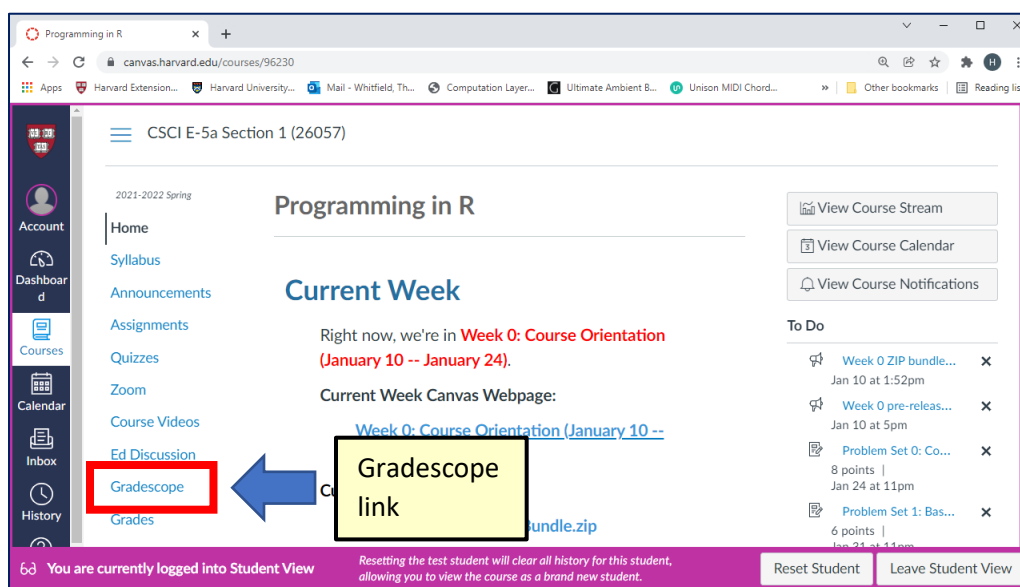 Programming in R
canvas.harvard.edu/courses/96230
Apps
Harvard Extension...
Harvard University...
Mail - Whitfield, Th...
Computation Layer...
Ultimate Ambient B...
Unison MIDI Chord...
»
Other bookmarks
Reading lis
H
CSCI E-5a Section 1 (26057)
Account
Dashboar
d
Courses
Calendar
Inbox
History
2021-2022 Spring
Home
Syllabus
Announcements
Assignments
Quizzes
Zoom
Course Videos
Ed Discussion
Gradescope
Grades
Programming in R
Current Week
Right now, we're in Week 0: Course Orientation
(January 10 -- January 24).
Current Week Canvas Webpage:
Week 0: Course Orientation (January 10 --
Gradescope
link
Bundle.zip
View Course Stream
View Course Calendar
View Course Notifications
To Do
Week 0 ZIP bundle...
Jan 10 at 1:52pm
Week 0 pre-releas...
Jan 10 at 5pm
Problem Set 0: Co...
8 points |
Jan 24 at 11pm
Problem Set 1: Bas...
6 points |
Jan 31 at 11pm
You are currently logged into Student View
Resetting the test student will clear all history for this student,
allowing you to view the course as a brand new student.
Reset Student
Leave Student View